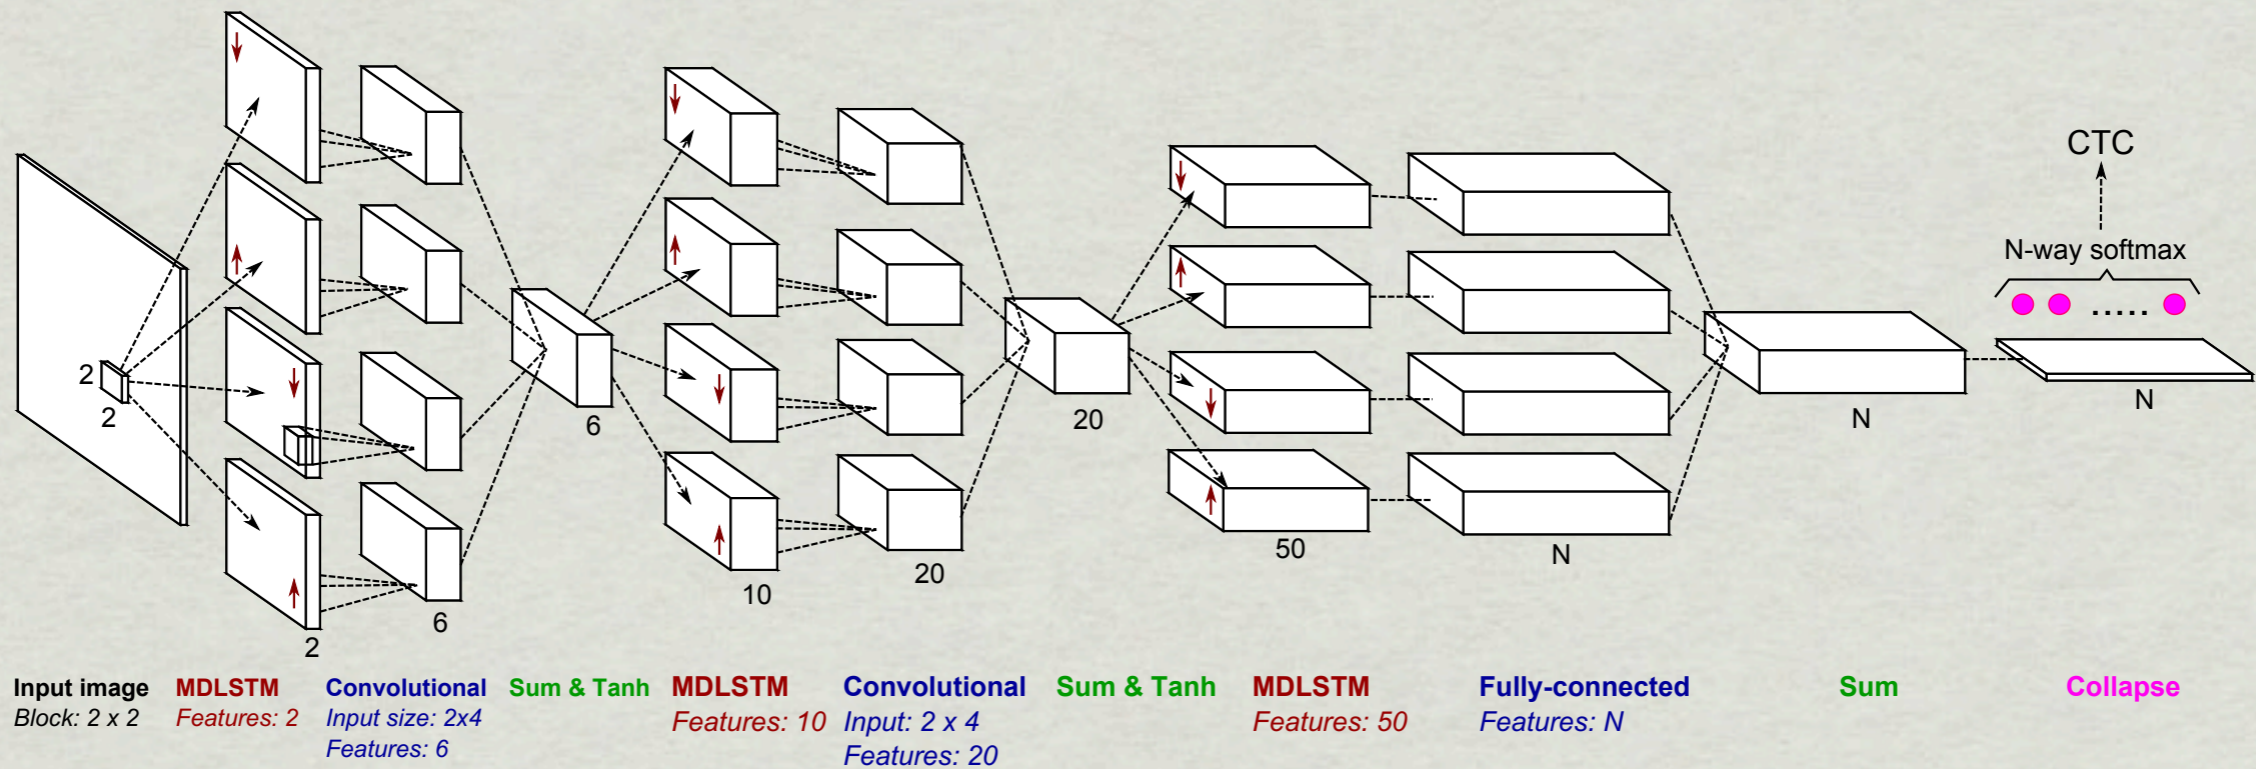 2
2
2
6
6
10
20
20
50
N
N
CTC
N-way softmax
.....
N
Input image
Block: 2 x 2
MDLSTM
Features: 2
Convolutional
Input size: 2x4
Features: 6
Sum & Tanh
MDLSTM
Features: 10
Convolutional
Input: 2 x 4
Features: 20
Sum & Tanh
MDLSTM
Features: 50
Fully-connected
Features: N
Sum
Collapse